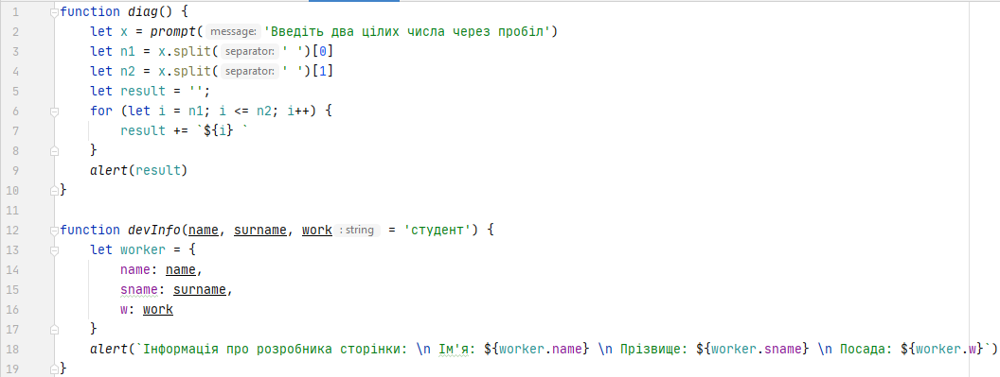 1 function diag() {
2 let x = prompt( message: 'Введіть два цілих числа через пробіл')
3 let n1 = x.split( separator: ' ')[0]
4 let n2 = x.split( separator: ' ')[1]
5 let result = '';
6 for (let i = n1; i <= n2; i++) {
7 result += `${i} `
8 }
9 alert(result)
10 }
11
12 function devInfo(name, surname, work : string = 'студент') {
13 let worker = {
14 name: name,
15 sname: surname,
16 w: work
17 }
18 alert(`Інформація про розробника сторінки: \n Ім'я: ${worker.name} \n Прізвище: ${worker.sname} \n Посада: ${worker.w}`)
19 }